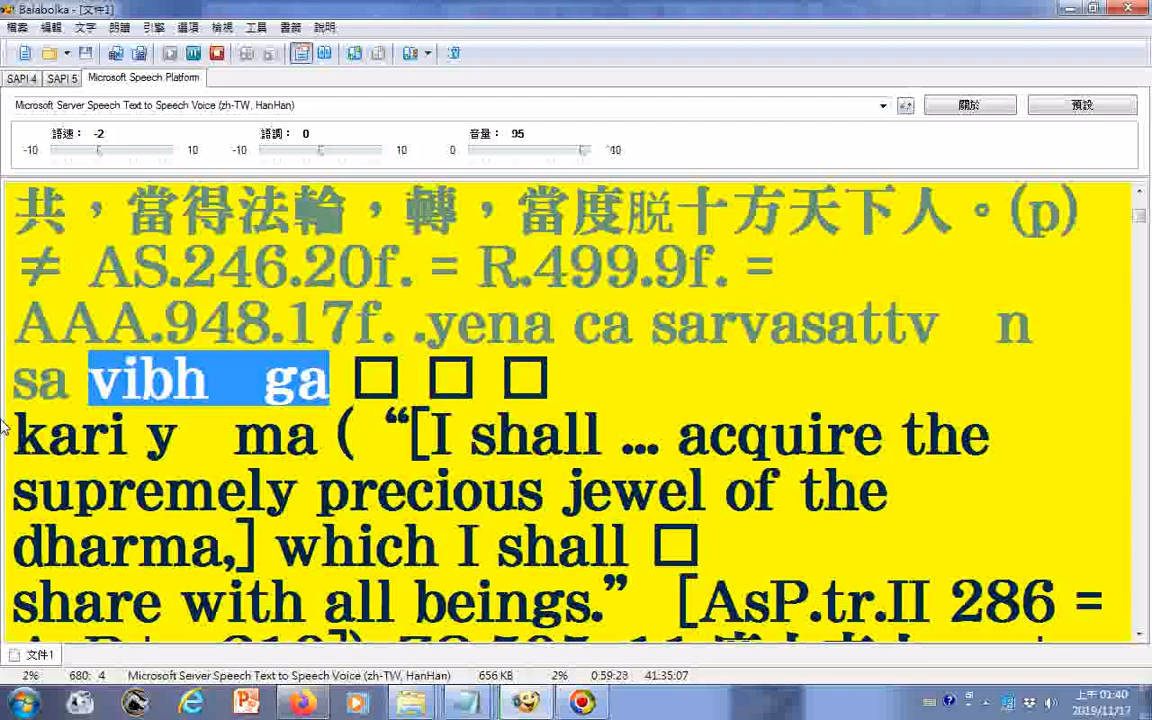 Balabolka - [文件1]
檔案 編輯 文字 朗讀 引擎 選項 檢視 工具 書籤 說明
SAPI 4 SAPI 5 Microsoft Speech Platform
Microsoft Server Speech Text to Speech Voice (zh-TW, HanHan) 關於 預設
語速： -2 語調： 0 音量： 95
-10 10 -10 10 0 100
共，當得法輪，轉，當度脱十方天下人。(p)
≠ AS.246.20f. = R.499.9f. =
AAA.948.17f. .yena ca sarvasattv n
sa vibh ga □ □ □
kari y ma ( “[I shall ... acquire the
supremely precious jewel of the
dharma,] which I shall □
share with all beings.” [AsP.tr.II 286 =
文件1
2% 680: 4 Microsoft Server Speech Text to Speech Voice (zh-TW, HanHan) 656 KB 2% 0:59:23 41:35:07
上午 01:40
2019/11/17